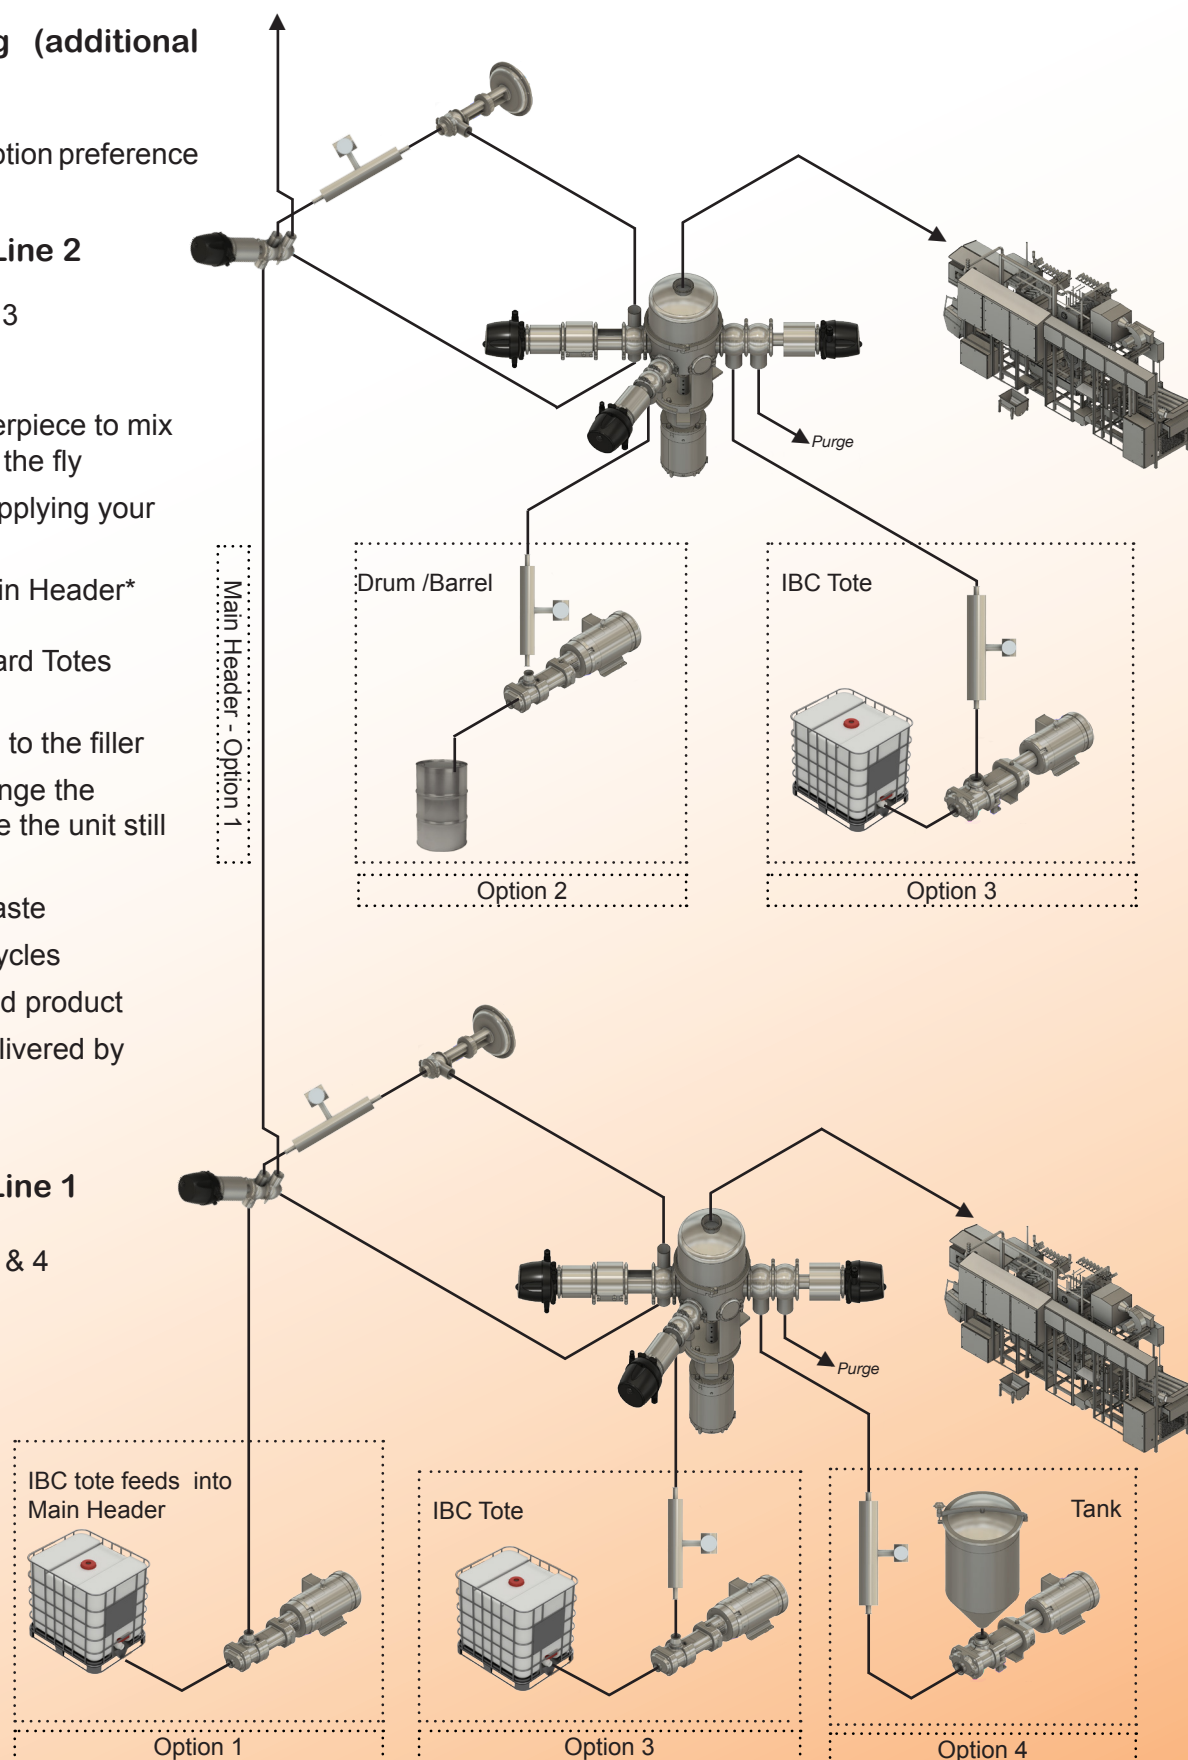 g (additional
otion preference
Line 2
3
erpiece to mix
the fly
pplying your
in Header*
ard Totes
to the filler
nge the
e the unit still
aste
ycles
d product
livered by
Line 1
& 4
Purge
Main Header - Option 1
Drum /Barrel
IBC Tote
Option 2
Option 3
Purge
IBC tote feeds into
Main Header
IBC Tote
Tank
Option 1
Option 3
Option 4